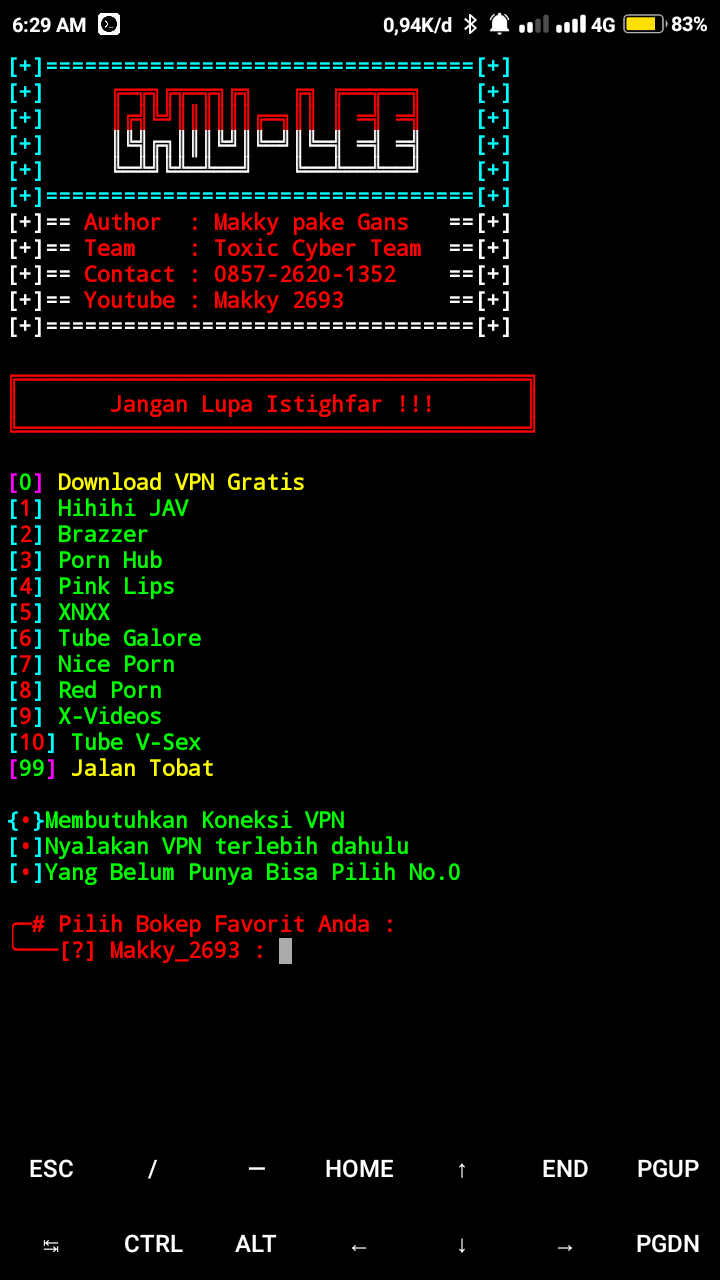 6:29 AM 0,94K/d 4G 83%
[+]=================================[+]
[+] [+]
[+] [+]
[+] [+]
[+] [+]
[+]=================================[+]
[+]== Author : Makky pake Gans ==[+]
[+]== Team : Toxic Cyber Team ==[+]
[+]== Contact : 0857-2620-1352 ==[+]
[+]== Youtube : Makky 2693 ==[+]
[+]=================================[+]
Jangan Lupa Istighfar !!!
[0] Download VPN Gratis
[1] Hihihi JAV
[2] Brazzer
[3] Porn Hub
[4] Pink Lips
[5] XNXX
[6] Tube Galore
[7] Nice Porn
[8] Red Porn
[9] X-Videos
[10] Tube V-Sex
[99] Jalan Tobat
{•}Membutuhkan Koneksi VPN
[•]Nyalakan VPN terlebih dahulu
[•]Yang Belum Punya Bisa Pilih No.0
╭─# Pilih Bokep Favorit Anda :
╰───[?] Makky_2693 :
ESC / — HOME ↑ END PGUP
↹ CTRL ALT ← ↓ → PGDN